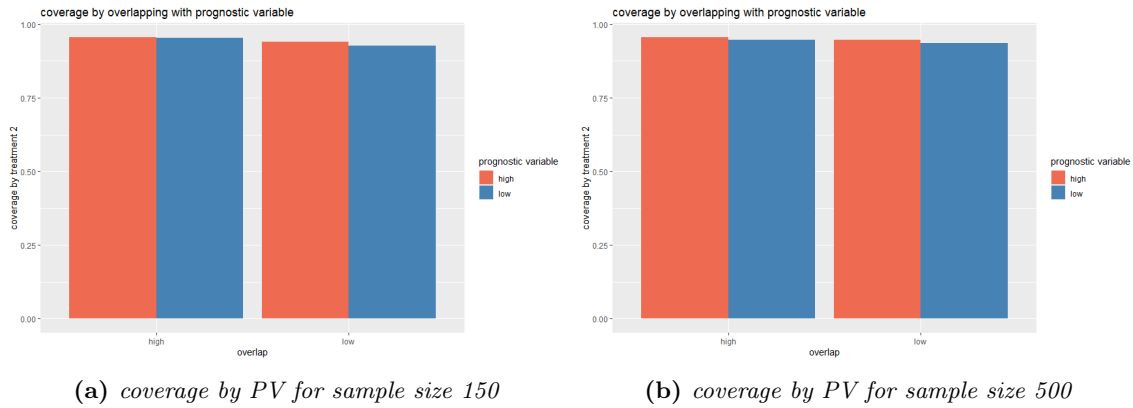 coverage by overlapping with prognostic variable
1.00
0.75
0.50
0.25
0.00
coverage by treatment 2
high
low
overlap
prognostic variable
high
low
(a) coverage by PV for sample size 150
coverage by overlapping with prognostic variable
1.00
0.75
0.50
0.25
0.00
coverage by treatment 2
high
low
overlap
prognostic variable
high
low
(b) coverage by PV for sample size 500